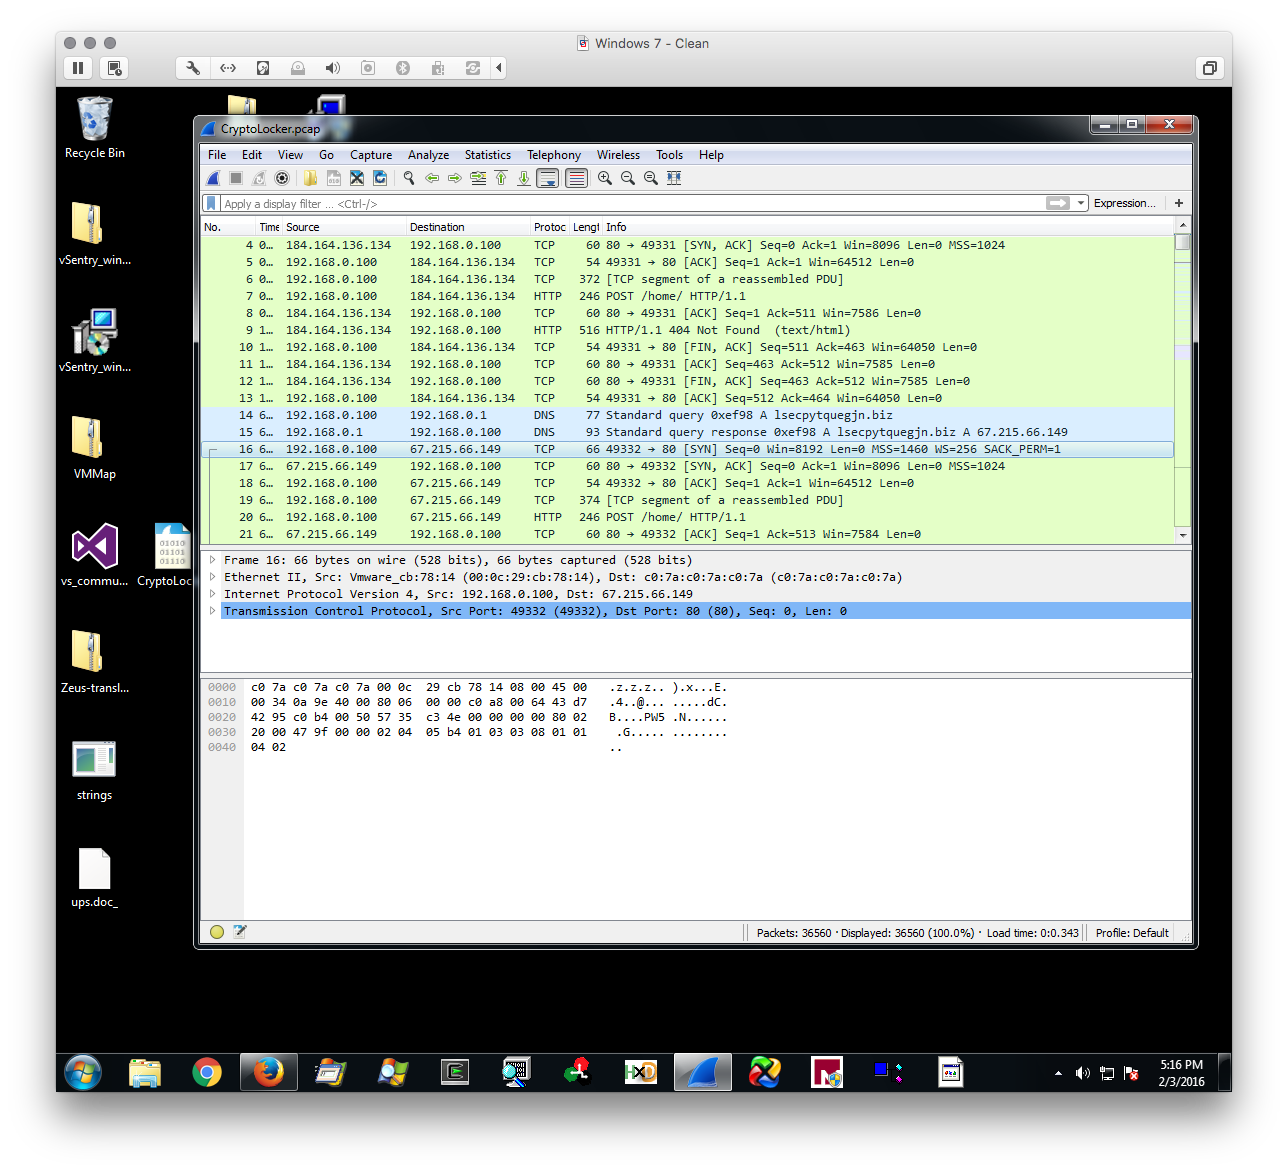 Windows 7 - Clean
Recycle Bin
vSentry_win...
vSentry_win...
VMMap
vs_commu...
CryptoLoc
Zeus-transl...
strings
ups.doc_
CryptoLocker.pcap
File Edit View Go Capture Analyze Statistics Telephony Wireless Tools Help
Apply a display filter ... <Ctrl-/> Expression... +
No. Time Source Destination Protoc Lengt Info
4 0... 184.164.136.134 192.168.0.100 TCP 60 80 → 49331 [SYN, ACK] Seq=0 Ack=1 Win=8096 Len=0 MSS=1024
5 0... 192.168.0.100 184.164.136.134 TCP 54 49331 → 80 [ACK] Seq=1 Ack=1 Win=64512 Len=0
6 0... 192.168.0.100 184.164.136.134 TCP 372 [TCP segment of a reassembled PDU]
7 0... 192.168.0.100 184.164.136.134 HTTP 246 POST /home/ HTTP/1.1
8 0... 184.164.136.134 192.168.0.100 TCP 60 80 → 49331 [ACK] Seq=1 Ack=511 Win=7586 Len=0
9 1... 184.164.136.134 192.168.0.100 HTTP 516 HTTP/1.1 404 Not Found (text/html)
10 1... 192.168.0.100 184.164.136.134 TCP 54 49331 → 80 [FIN, ACK] Seq=511 Ack=463 Win=64050 Len=0
11 1... 184.164.136.134 192.168.0.100 TCP 60 80 → 49331 [ACK] Seq=463 Ack=512 Win=7585 Len=0
12 1... 184.164.136.134 192.168.0.100 TCP 60 80 → 49331 [FIN, ACK] Seq=463 Ack=512 Win=7585 Len=0
13 1... 192.168.0.100 184.164.136.134 TCP 54 49331 → 80 [ACK] Seq=512 Ack=464 Win=64050 Len=0
14 6... 192.168.0.100 192.168.0.1 DNS 77 Standard query 0xef98 A lsecpytquegjn.biz
15 6... 192.168.0.1 192.168.0.100 DNS 93 Standard query response 0xef98 A lsecpytquegjn.biz A 67.215.66.149
16 6... 192.168.0.100 67.215.66.149 TCP 66 49332 → 80 [SYN] Seq=0 Win=8192 Len=0 MSS=1460 WS=256 SACK_PERM=1
17 6... 67.215.66.149 192.168.0.100 TCP 60 80 → 49332 [SYN, ACK] Seq=0 Ack=1 Win=8096 Len=0 MSS=1024
18 6... 192.168.0.100 67.215.66.149 TCP 54 49332 → 80 [ACK] Seq=1 Ack=1 Win=64512 Len=0
19 6... 192.168.0.100 67.215.66.149 TCP 374 [TCP segment of a reassembled PDU]
20 6... 192.168.0.100 67.215.66.149 HTTP 246 POST /home/ HTTP/1.1
21 6... 67.215.66.149 192.168.0.100 TCP 60 80 → 49332 [ACK] Seq=1 Ack=513 Win=7584 Len=0
Frame 16: 66 bytes on wire (528 bits), 66 bytes captured (528 bits)
Ethernet II, Src: Vmware_cb:78:14 (00:0c:29:cb:78:14), Dst: c0:7a:c0:7a:c0:7a (c0:7a:c0:7a:c0:7a)
Internet Protocol Version 4, Src: 192.168.0.100, Dst: 67.215.66.149
Transmission Control Protocol, Src Port: 49332 (49332), Dst Port: 80 (80), Seq: 0, Len: 0
0000 c0 7a c0 7a c0 7a 00 0c 29 cb 78 14 08 00 45 00 .z.z.z.. ).x...E.
0010 00 34 0a 9e 40 00 80 06 00 00 c0 a8 00 64 43 d7 .4..@... .....dC.
0020 42 95 c0 b4 00 50 57 35 c3 4e 00 00 00 00 80 02 B....PW5 .N......
0030 20 00 47 9f 00 00 02 04 05 b4 01 03 03 08 01 01 .G..... ........
0040 04 02 ..
Packets: 36560 · Displayed: 36560 (100.0%) · Load time: 0:0.343 Profile: Default
HXD
5:16 PM
2/3/2016